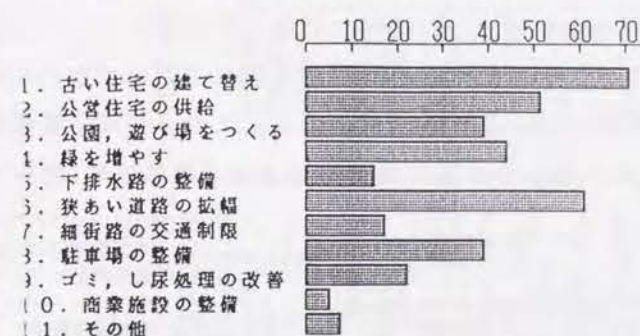 0 10 20 30 40 50 60 70
1. 古い住宅の建て替え
2. 公営住宅の供給
3. 公園，遊び場をつくる
4. 緑を増やす
5. 下排水路の整備
6. 狭あい道路の拡幅
7. 細街路の交通制限
8. 駐車場の整備
9. ゴミ，し尿処理の改善
10. 商業施設の整備
11. その他